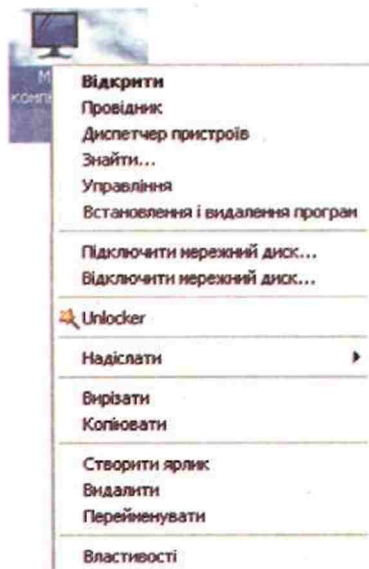 Відкрити
Провідник
Диспетчер пристроїв
Знайти...
Управління
Встановлення і видалення програм
Підключити мережний диск...
Відключити мережний диск...
Unlocker
Надіслати
Вирізати
Копіювати
Створити ярлик
Видалити
Перейменувати
Властивості